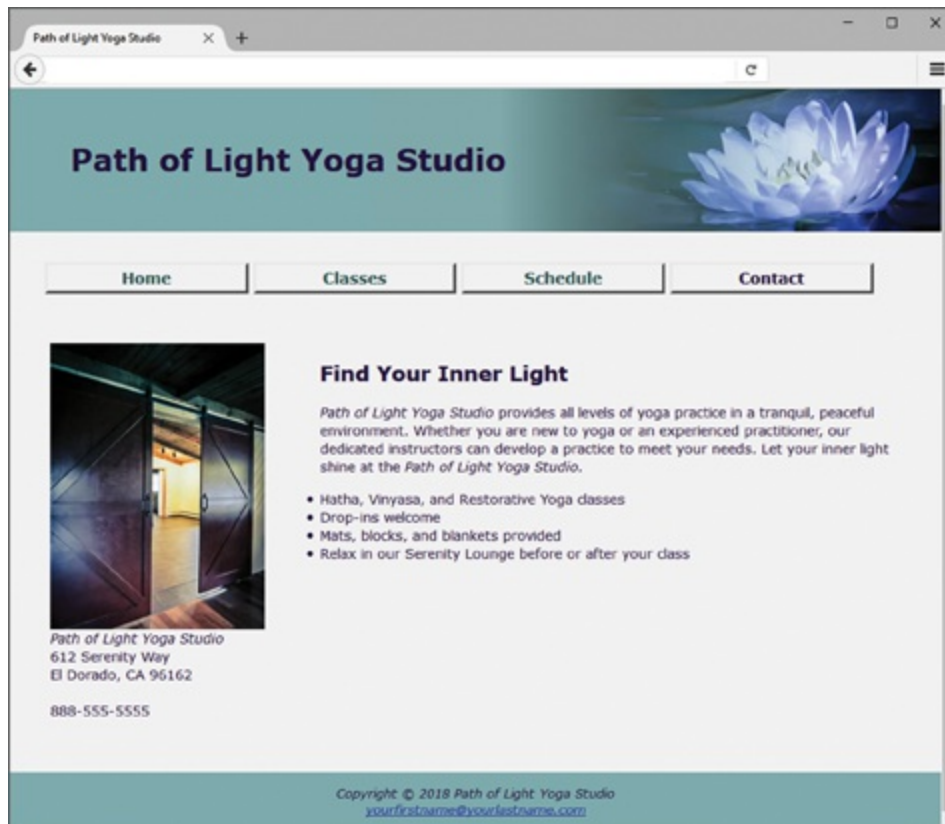 Path of Light Yoga Studio
Path of Light Yoga Studio
Home
Classes
Schedule
Contact
Find Your Inner Light
Path of Light Yoga Studio provides all levels of yoga practice in a tranquil, peaceful
environment. Whether you are new to yoga or an experienced practitioner, our
dedicated instructors can develop a practice to meet your needs. Let your inner light
shine at the Path of Light Yoga Studio.
• Hatha, Vinyasa, and Restorative Yoga classes
• Drop-ins welcome
• Mats, blocks, and blankets provided
• Relax in our Serenity Lounge before or after your class
Path of Light Yoga Studio
612 Serenity Way
El Dorado, CA 96162
888-555-5555
Copyright © 2018 Path of Light Yoga Studio
yourfirstname@yourlastname.com